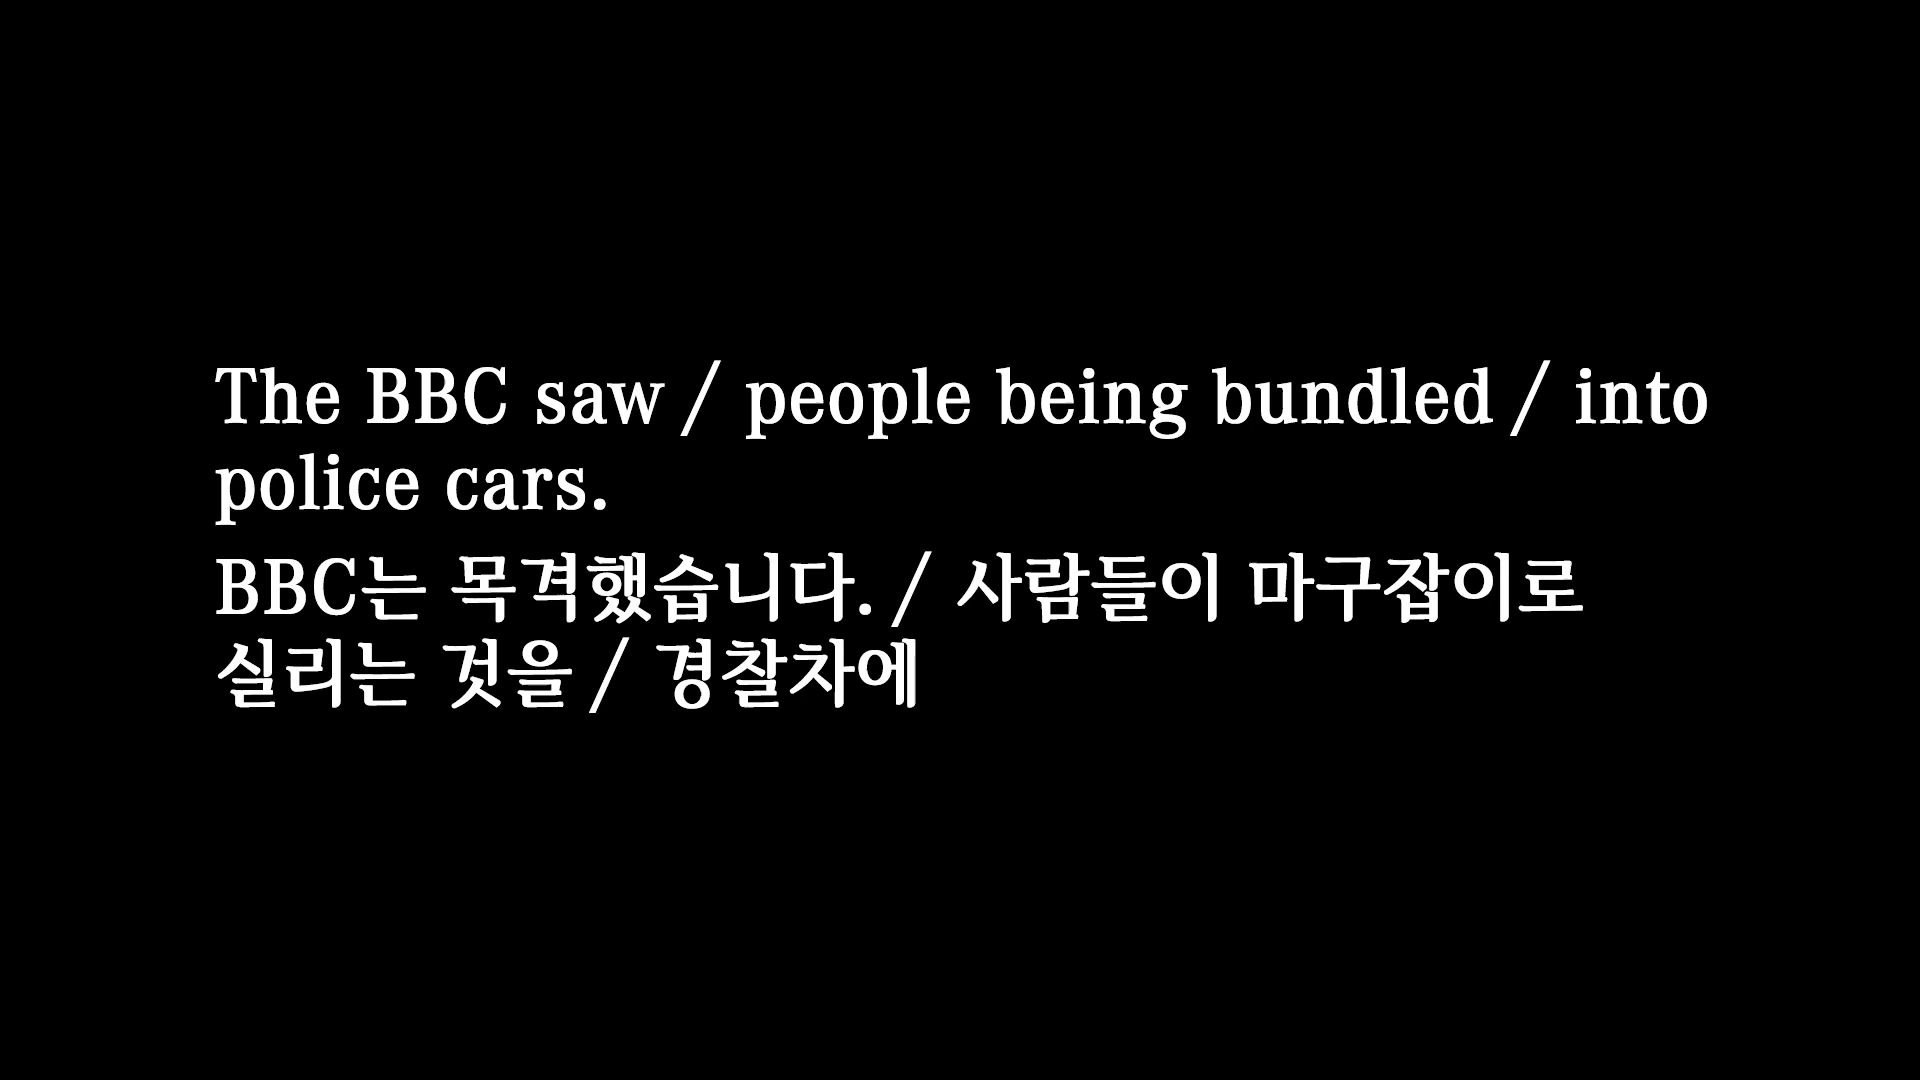 The BBC saw / people being bundled / into
police cars.
BBC는 목격했습니다. / 사람들이 마구잡이로
실리는 것을 / 경찰차에